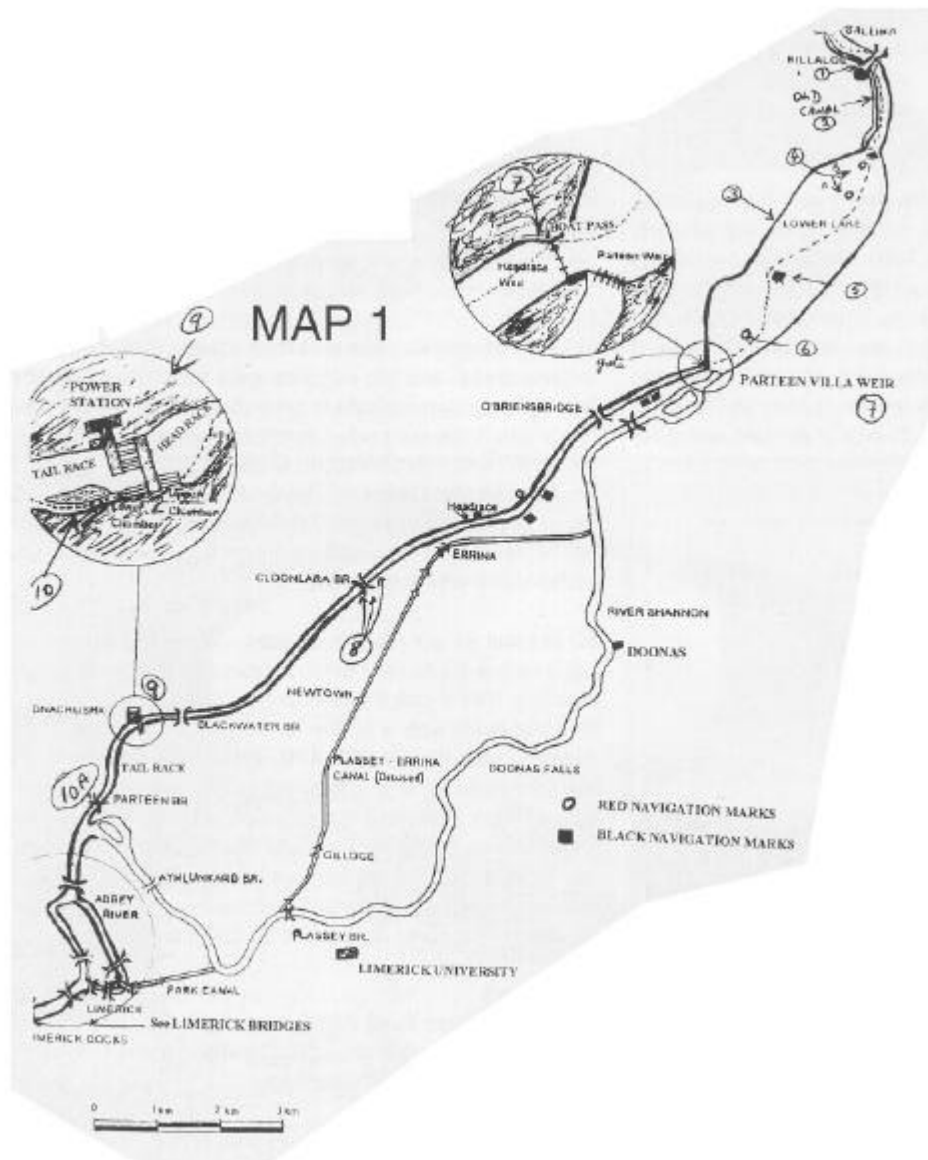 BALLINA
KILLALOE
1
OLD
CANAL
2
4
3
LOWER LAKE
5
6
7
BOAT PASS.
Headrace
Weir
Parteen Weir
gate
MAP 1
PARTEEN VILLA WEIR
7
O'BRIENSBRIDGE
9
POWER
STATION
HEAD RACE
TAIL RACE
Upper
Chamber
Lower
Chamber
10
Headrace
ERRINA
CLOONLARA BR.
8
RIVER SHANNON
DOONAS
NEWTOWN
9
BLACKWATER BR
PLASSEY - ERRINA
CANAL (Disused)
DOONAS FALLS
TAIL RACE
10A
PARTEEN BR
RED NAVIGATION MARKS
BLACK NAVIGATION MARKS
GILLOGE
ATHLUNKARD BR.
ABBEY
RIVER
PLASSEY BR.
LIMERICK UNIVERSITY
PARK CANAL
LIMERICK
See LIMERICK BRIDGES
IMERICK DOCKS
0 1 km 2 km 3 km